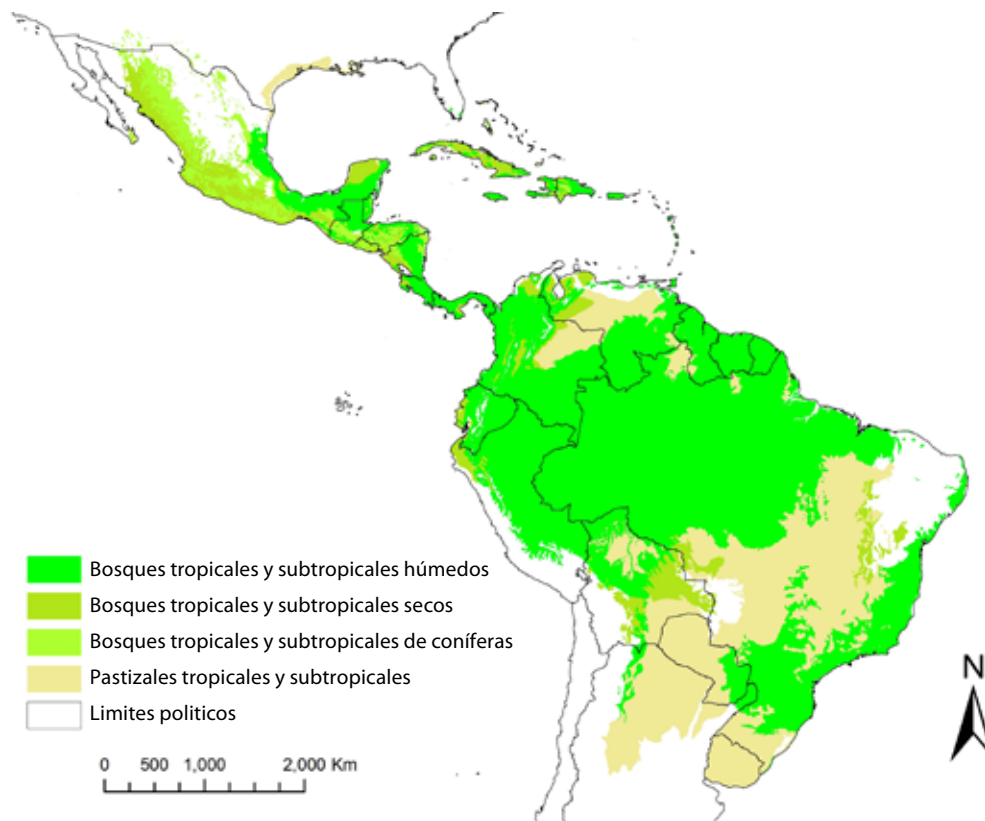 Bosques tropicales y subtropicales húmedos
Bosques tropicales y subtropicales secos
Bosques tropicales y subtropicales de coníferas
Pastizales tropicales y subtropicales
Limites politicos
0 500 1,000 2,000 Km
N